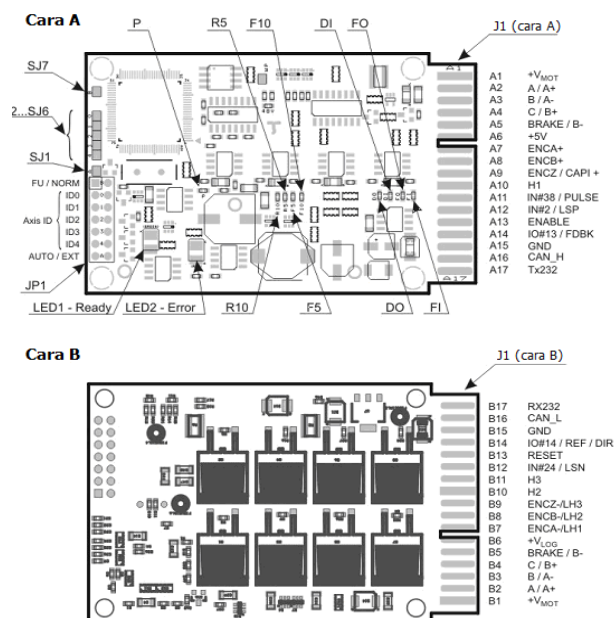 Cara A
P
R5
F10
DI
FO
J1 (cara A)
SJ7
2...SJ6
SJ1
FU / NORM
ID0
ID1
Axis ID
ID2
ID3
ID4
AUTO / EXT
JP1
LED1 - Ready
LED2 - Error
R10
F5
DO
FI
A1
A17
A1 +VMOT
A2 A / A+
A3 B / A-
A4 C / B+
A5 BRAKE / B-
A6 +5V
A7 ENCA+
A8 ENCB+
A9 ENCZ / CAPI +
A10 H1
A11 IN#38 / PULSE
A12 IN#2 / LSP
A13 ENABLE
A14 IO#13 / FDBK
A15 GND
A16 CAN_H
A17 Tx232
Cara B
J1 (cara B)
B17 RX232
B16 CAN_L
B15 GND
B14 IO#14 / REF / DIR
B13 RESET
B12 IN#24 / LSN
B11 H3
B10 H2
B9 ENCZ-/LH3
B8 ENCB-/LH2
B7 ENCA-/LH1
B6 +VLOG
B5 BRAKE / B-
B4 C / B+
B3 B / A-
B2 A / A+
B1 +VMOT